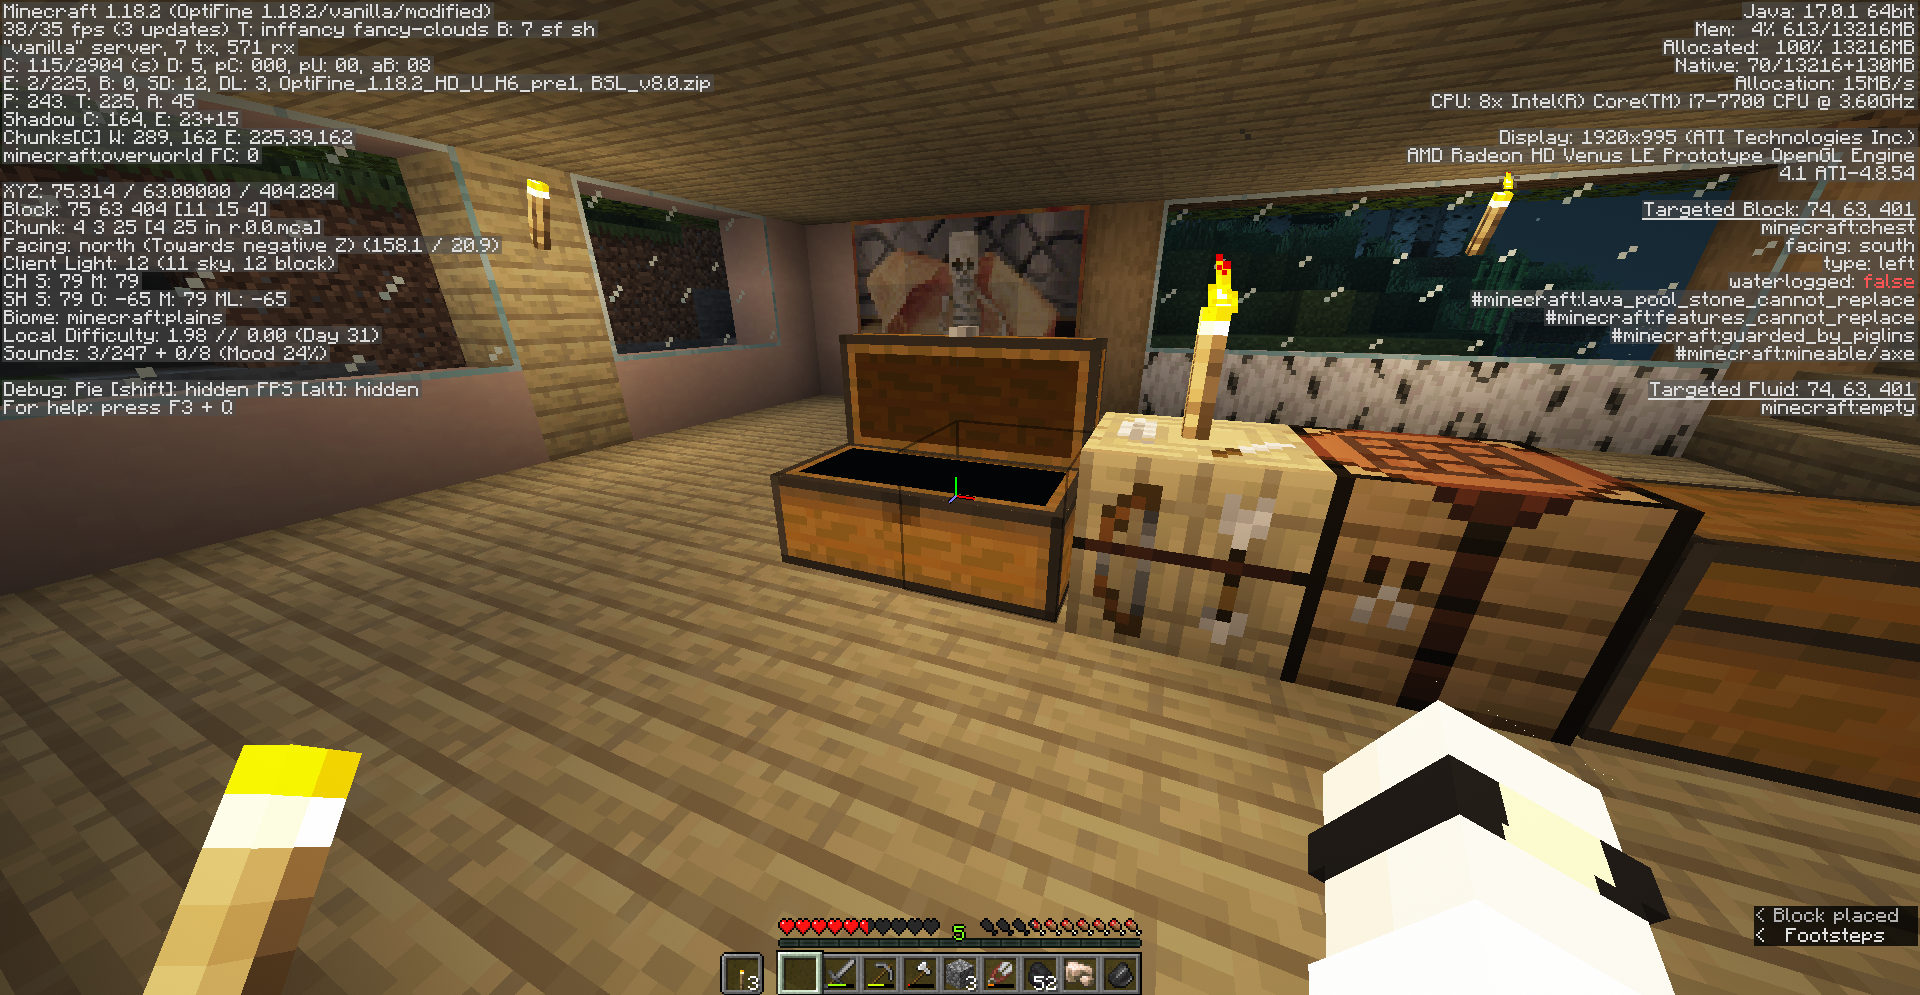 Minecraft 1.18.2 (OptiFine 1.18.2/vanilla/modified)
38/35 fps (3 updates) T: inffancy fancy-clouds B: 7 sf sh
"vanilla" server, 7 tx, 571 rx
C: 115/2904 (s) D: 5, pC: 000, pU: 00, aB: 08
E: 2/225, B: 0, SD: 12, DL: 3, OptiFine_1.18.2_HD_U_H6_pre1, BSL_v8.0.zip
P: 243. T: 225, A: 45
Shadow C: 164, E: 23+15
Chunks[C] W: 289, 162 E: 225,39,162
minecraft:overworld FC: 0
XYZ: 75.314 / 63.00000 / 404.284
Block: 75 63 404 [11 15 4]
Chunk: 4 3 25 [4 25 in r.0.0.mca]
Facing: north (Towards negative Z) (158.1 / 20.9)
Client Light: 12 (11 sky, 12 block)
CH S: 79 M: 79
SH S: 79 O: -65 M: 79 ML: -65
Biome: minecraft:plains
Local Difficulty: 1.98 // 0.00 (Day 31)
Sounds: 3/247 + 0/8 (Mood 24%)
Debug: Pie [shift]: hidden FPS [alt]: hidden
For help: press F3 + Q
Java: 17.0.1 64bit
Mem: 4% 613/13216MB
Allocated: 100% 13216MB
Native: 70/13216+130MB
Allocation: 15MB/s
CPU: 8x Intel(R) Core(TM) i7-7700 CPU @ 3.60GHz
Display: 1920x995 (ATI Technologies Inc.)
AMD Radeon HD Venus LE Prototype OpenGL Engine
4.1 ATI-4.8.54
Targeted Block: 74, 63, 401
minecraft:chest
facing: south
type: left
waterlogged: false
#minecraft:lava_pool_stone_cannot_replace
#minecraft:features_cannot_replace
#minecraft:guarded_by_piglins
#minecraft:mineable/axe
Targeted Fluid: 74, 63, 401
minecraft:empty
< Block placed
< Footsteps
5
3
3
52